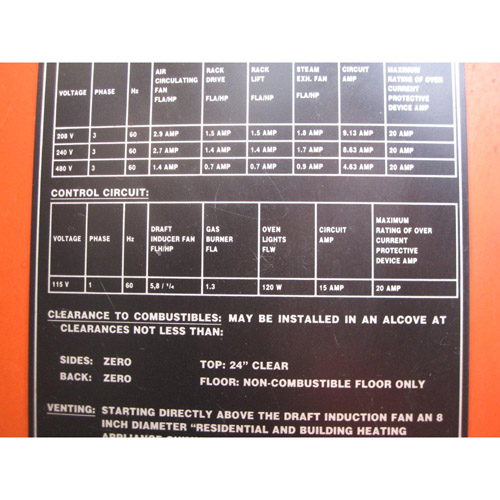 VOLTAGE PHASE Hz AIR CIRCULATING FAN FLA/HP RACK DRIVE FLA/HP RACK LIFT FLA/HP STEAM EXH. FAN FLA/HP CIRCUIT AMP MAXIMUM RATING OF OVER CURRENT PROTECTIVE DEVICE AMP
208 V 3 60 2.9 AMP 1.5 AMP 1.5 AMP 1.8 AMP 9.13 AMP 20 AMP
240 V 3 60 2.7 AMP 1.4 AMP 1.4 AMP 1.7 AMP 8.63 AMP 20 AMP
480 V 3 60 1.4 AMP 0.7 AMP 0.7 AMP 0.9 AMP 4.63 AMP 20 AMP
CONTROL CIRCUIT:
VOLTAGE PHASE Hz DRAFT INDUCER FAN FLH/HP GAS BURNER FLA OVEN LIGHTS FLW CIRCUIT AMP MAXIMUM RATING OF OVER CURRENT PROTECTIVE DEVICE AMP
115 V 1 60 5,8 / 1/4 1.3 120 W 15 AMP 20 AMP
CLEARANCE TO COMBUSTIBLES: MAY BE INSTALLED IN AN ALCOVE AT
CLEARANCES NOT LESS THAN:
SIDES: ZERO TOP: 24" CLEAR
BACK: ZERO FLOOR: NON-COMBUSTIBLE FLOOR ONLY
VENTING: STARTING DIRECTLY ABOVE THE DRAFT INDUCTION FAN AN 8
INCH DIAMETER "RESIDENTIAL AND BUILDING HEATING
APPLIANCE